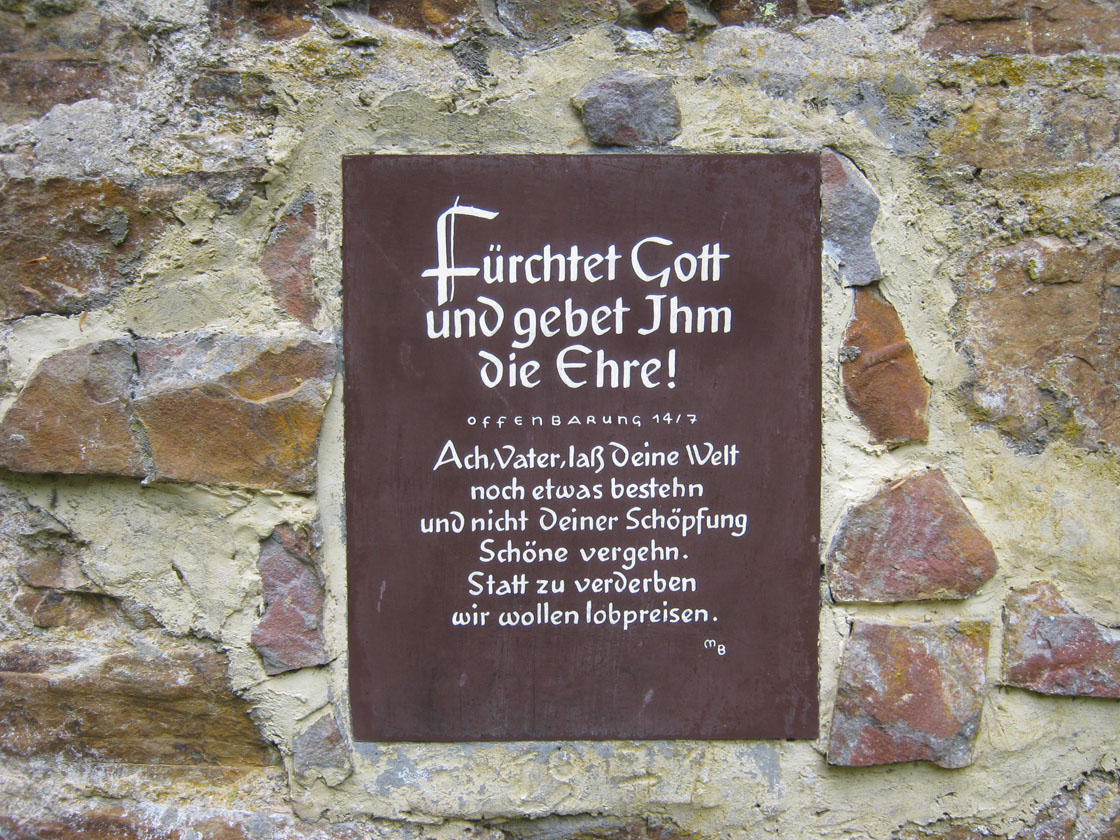 Fürchtet Gott
und gebet Ihm
die Ehre!
OFFENBARUNG 14/7
Ach, Vater, laß Deine Welt
noch etwas bestehn
und nicht Deiner Schöpfung
Schöne vergehn.
Statt zu verderben
wir wollen lobpreisen.
MB